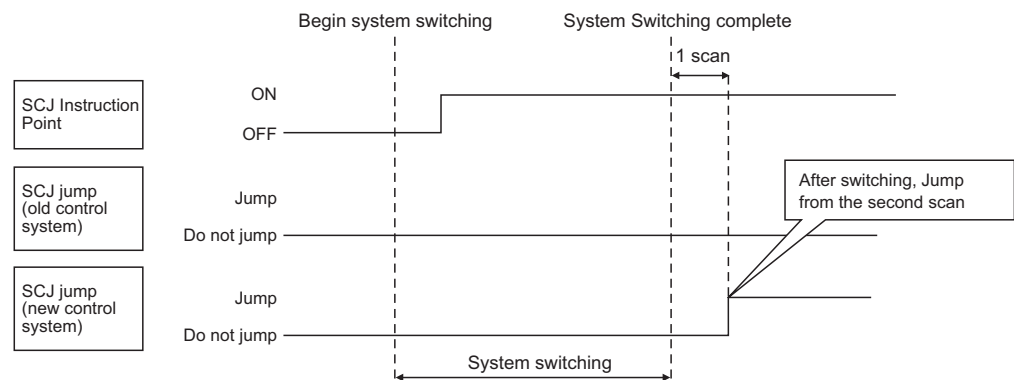 Begin system switching
System Switching complete
1 scan
SCJ Instruction
Point
ON
OFF
SCJ jump
(old control
system)
Jump
Do not jump
After switching, Jump
from the second scan
SCJ jump
(new control
system)
Jump
Do not jump
System switching